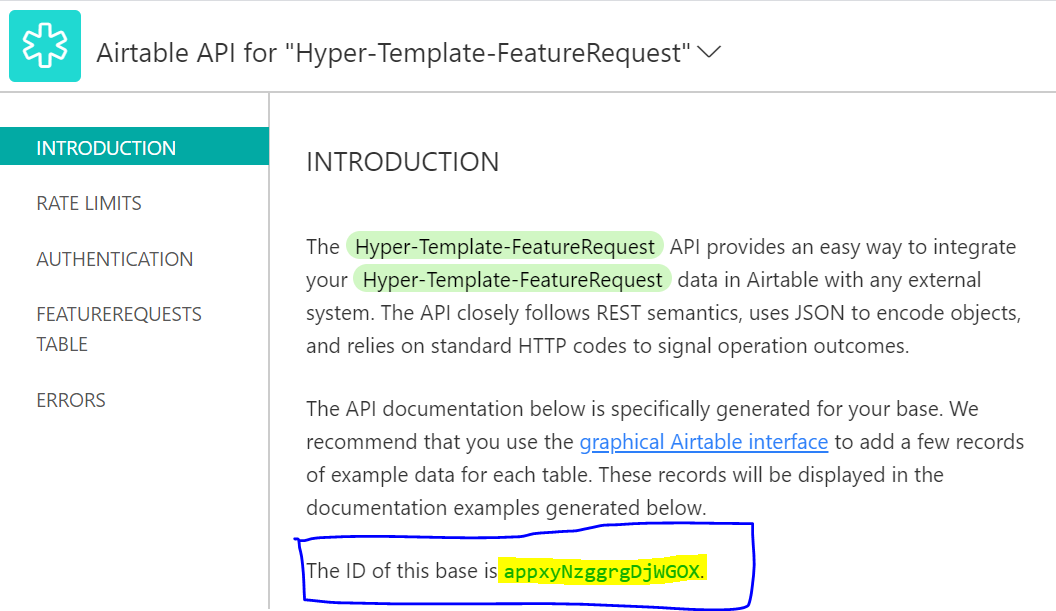 Airtable API for "Hyper-Template-FeatureRequest"
INTRODUCTION
RATE LIMITS
AUTHENTICATION
FEATUREREQUESTS
TABLE
ERRORS
INTRODUCTION
The Hyper-Template-FeatureRequest API provides an easy way to integrate
your Hyper-Template-FeatureRequest data in Airtable with any external
system. The API closely follows REST semantics, uses JSON to encode objects,
and relies on standard HTTP codes to signal operation outcomes.
The API documentation below is specifically generated for your base. We
recommend that you use the graphical Airtable interface to add a few records
of example data for each table. These records will be displayed in the
documentation examples generated below.
The ID of this base is appxyNzggrgDjWGOX.